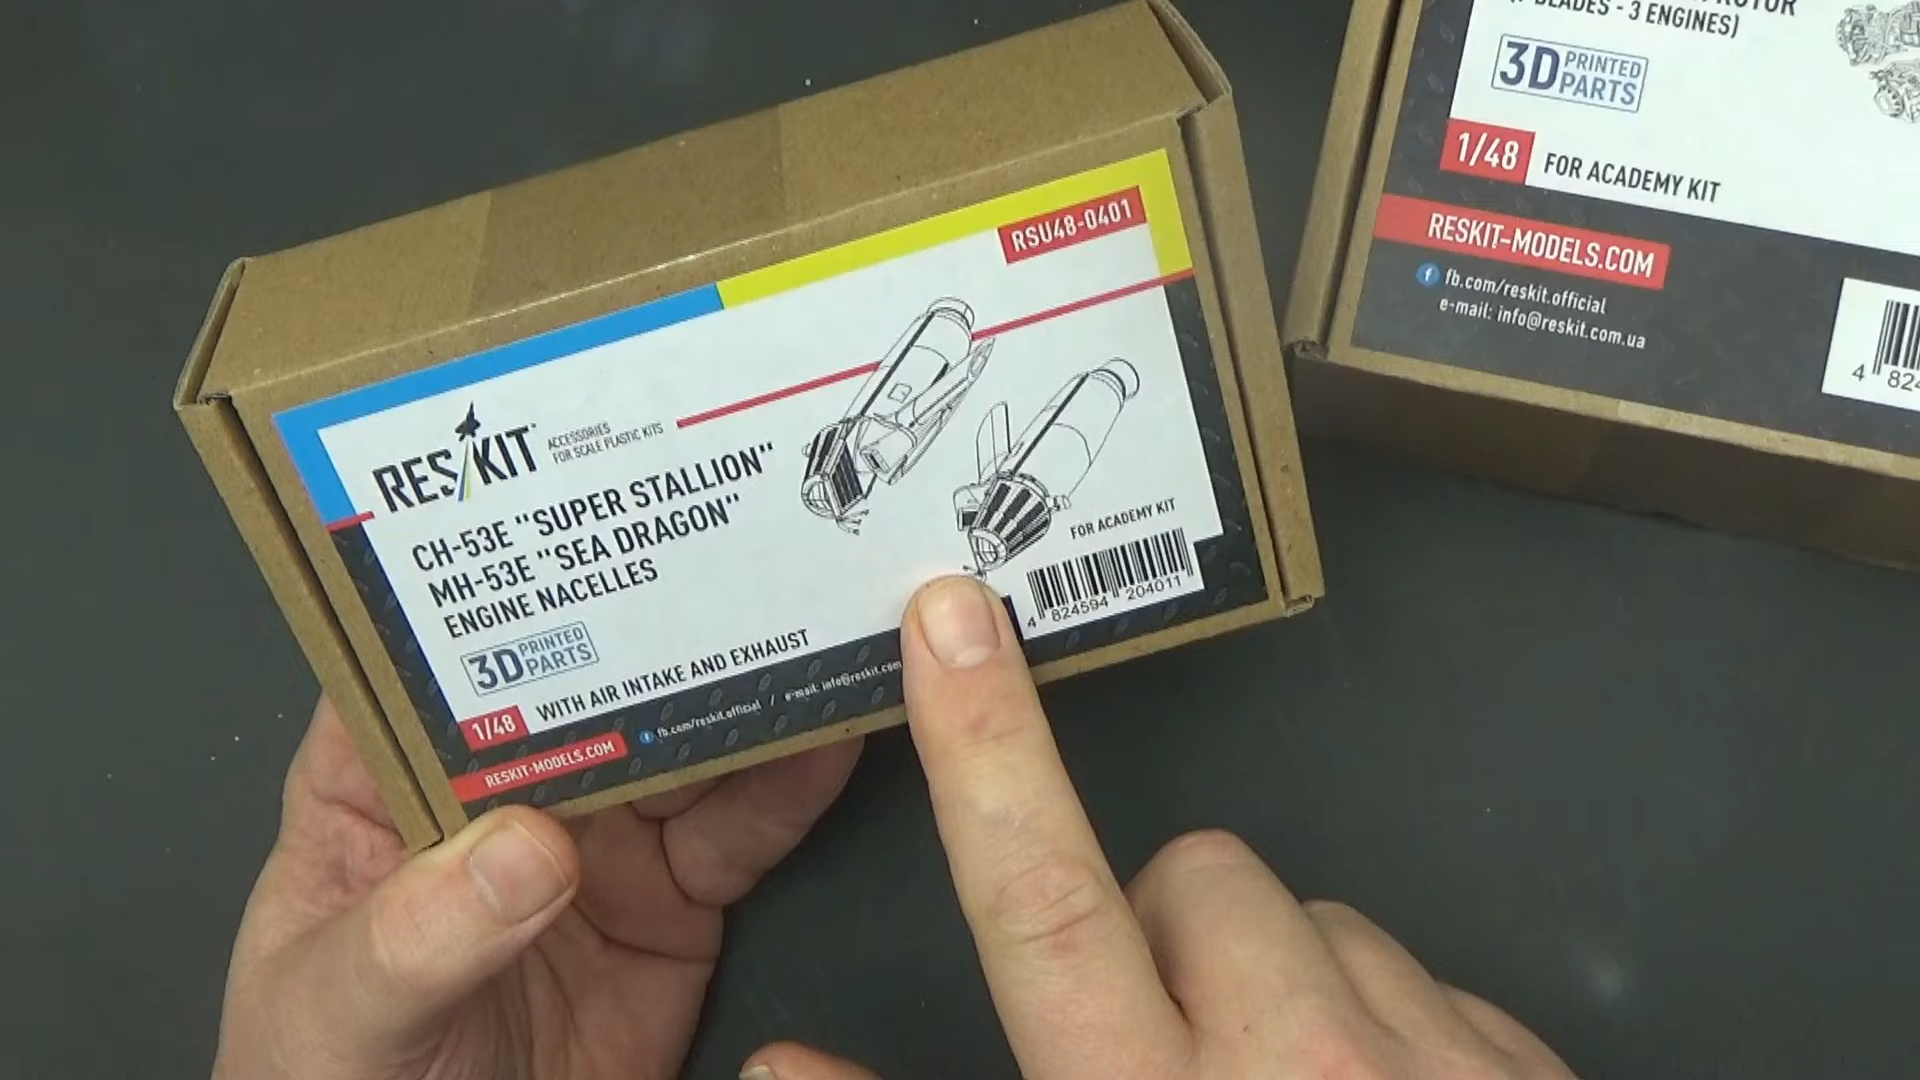 RSU48-0401
RESKIT
ACCESSORIES
FOR SCALE PLASTIC KITS
CH-53E "SUPER STALLION"
MH-53E "SEA DRAGON"
ENGINE NACELLES
3D PRINTED PARTS
1/48 WITH AIR INTAKE AND EXHAUST
FOR ACADEMY KIT
4 824594 204011
RESKIT-MODELS.COM
fb.com/reskit.official / e-mail: info@reskit.com
BLADES - 3 ENGINES)
3D PRINTED PARTS
1/48 FOR ACADEMY KIT
RESKIT-MODELS.COM
fb.com/reskit.official
e-mail: info@reskit.com.ua
4 824